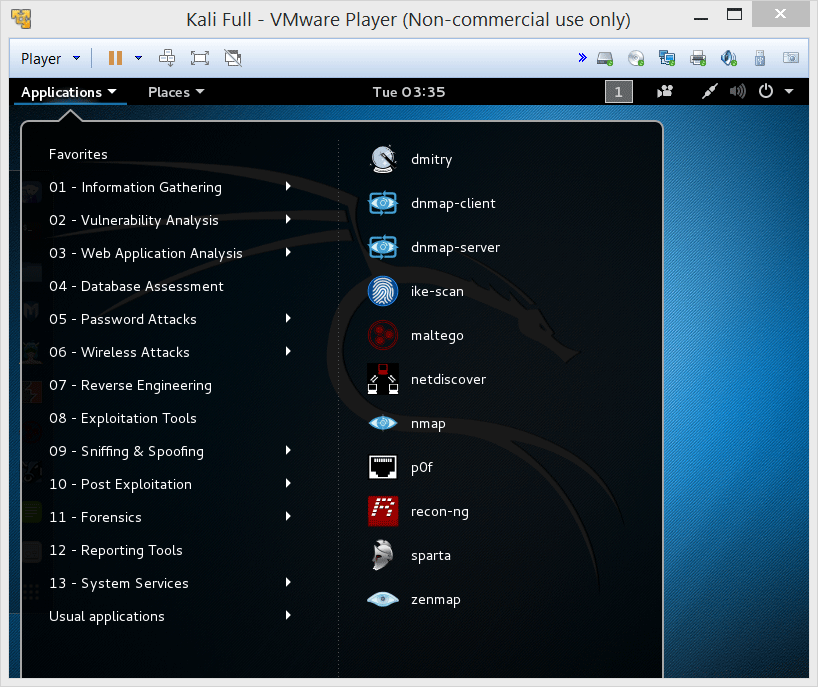 Kali Full - VMware Player (Non-commercial use only)
Player
Applications Places Tue 03:35 1
Favorites
01 - Information Gathering
02 - Vulnerability Analysis
03 - Web Application Analysis
04 - Database Assessment
05 - Password Attacks
06 - Wireless Attacks
07 - Reverse Engineering
08 - Exploitation Tools
09 - Sniffing & Spoofing
10 - Post Exploitation
11 - Forensics
12 - Reporting Tools
13 - System Services
Usual applications
dmitry
dnmap-client
dnmap-server
ike-scan
maltego
netdiscover
nmap
p0f
recon-ng
sparta
zenmap